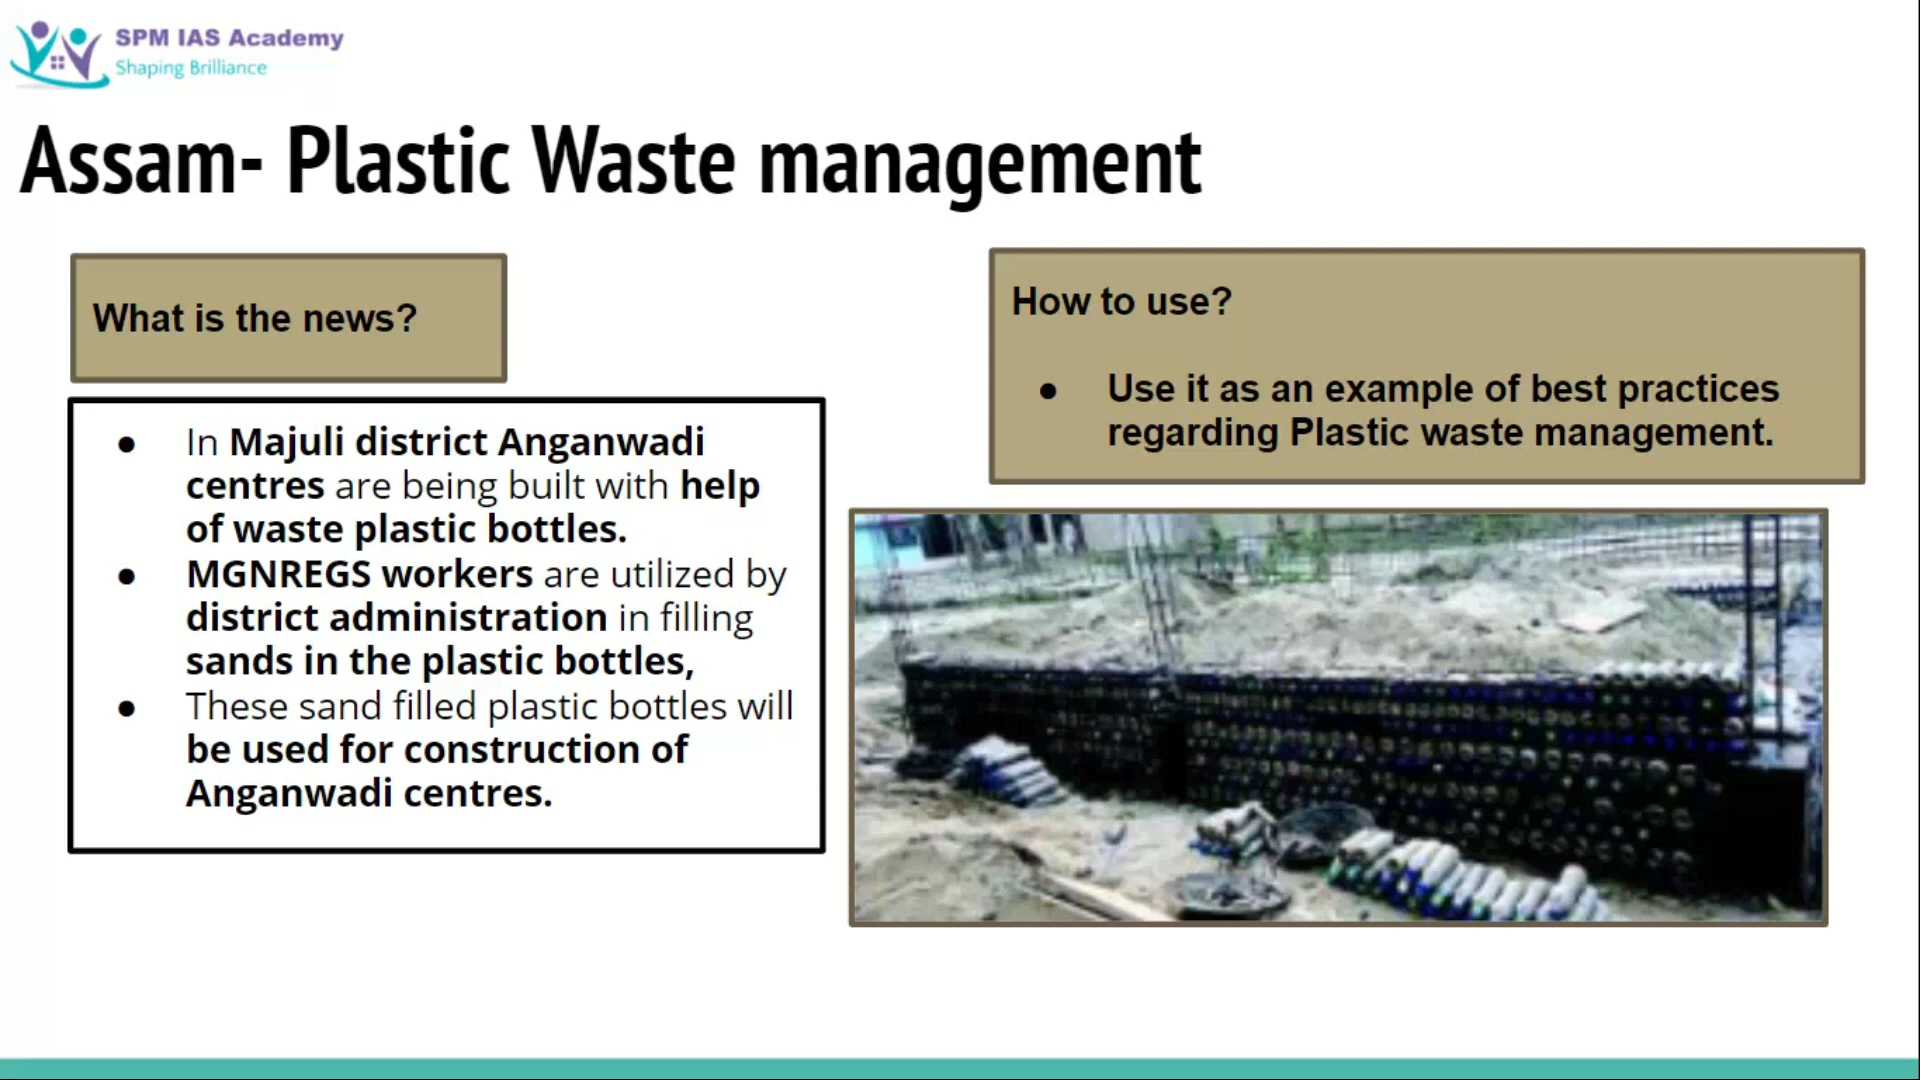 SPM IAS Academy
Shaping Brilliance
Assam- Plastic Waste management
What is the news?
● In Majuli district Anganwadi
centres are being built with help
of waste plastic bottles.
● MGNREGS workers are utilized by
district administration in filling
sands in the plastic bottles,
● These sand filled plastic bottles will
be used for construction of
Anganwadi centres.
How to use?
● Use it as an example of best practices
regarding Plastic waste management.